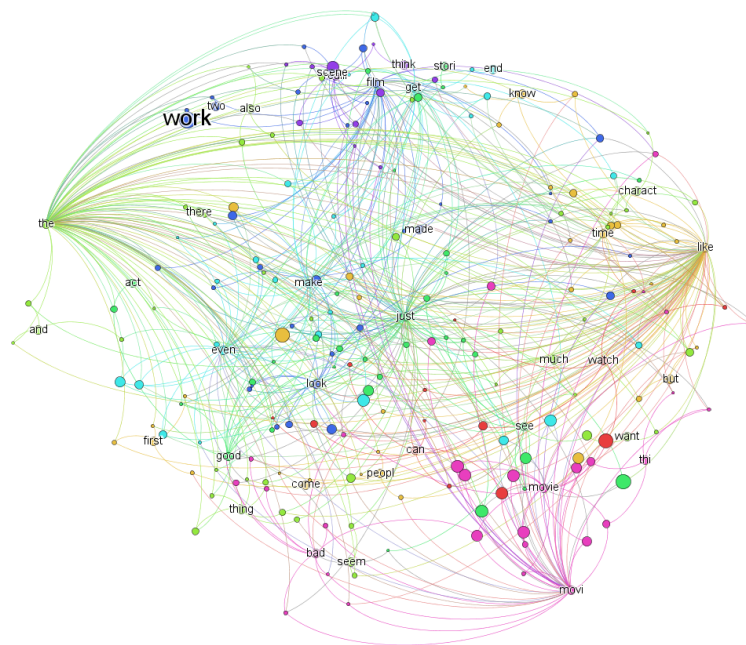 think
stori
end
scene
film
get
know
two
also
work
charact
there
the
made
time
like
act
make
just
and
even
much
watch
look
but
first
see
want
good
can
thi
peopl
come
movie
thing
bad
seem
movi